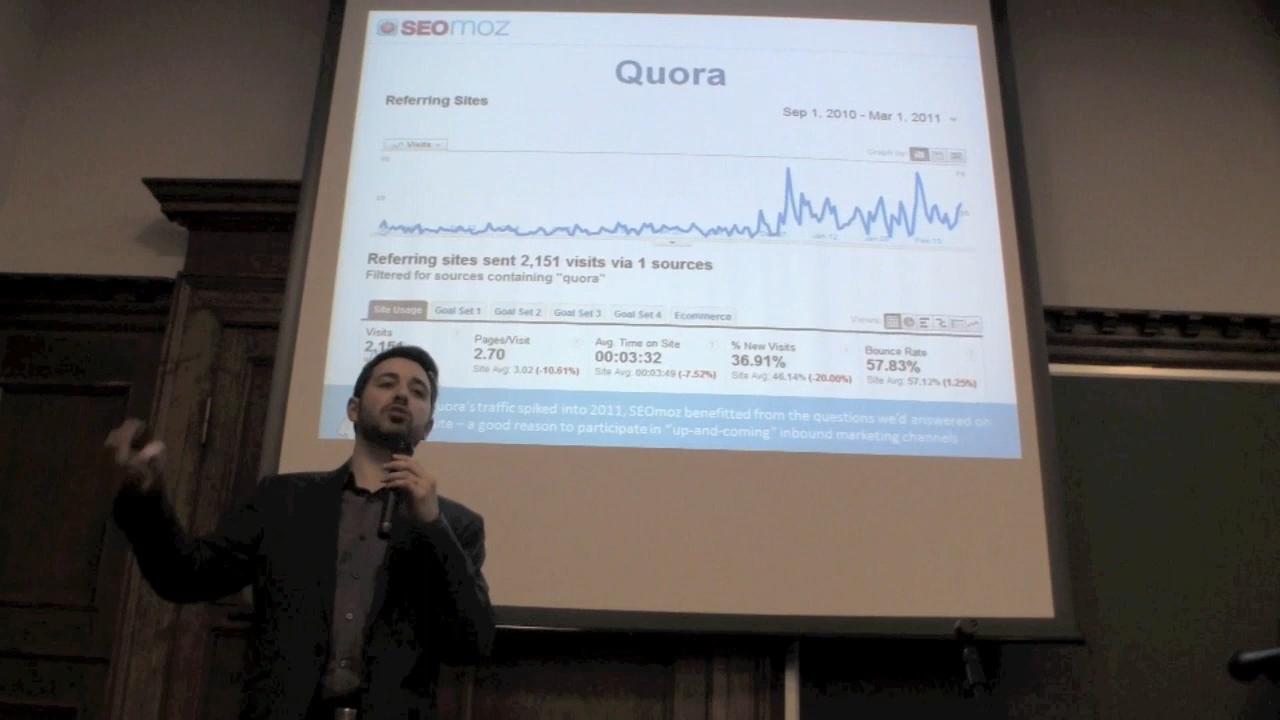 SEOmoz
Quora
Referring Sites
Sep 1, 2010 - Mar 1, 2011
Visits
Graph by:
Referring sites sent 2,151 visits via 1 sources
Filtered for sources containing "quora"
Site Usage Goal Set 1 Goal Set 2 Goal Set 3 Goal Set 4 Ecommerce
Views:
Visits Pages/Visit Avg. Time on Site % New Visits Bounce Rate
2,151 2.70 00:03:32 36.91% 57.83%
Site Avg: 3.02 (-10.61%) Site Avg: 00:03:49 (-7.52%) Site Avg: 46.14% (-20.00%) Site Avg: 57.12% (1.25%)
uora's traffic spiked into 2011, SEOmoz benefitted from the questions we'd answered on
– a good reason to participate in "up-and-coming" inbound marketing channels